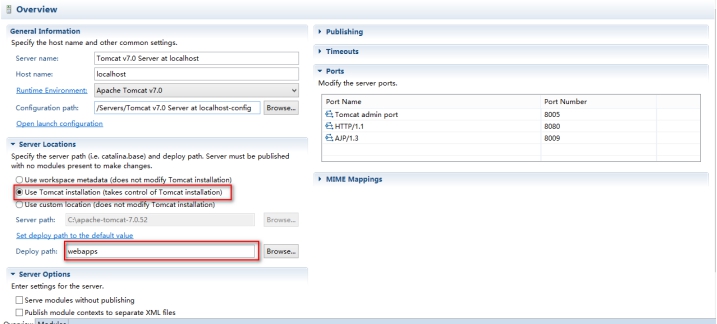 Overview
General Information
Specify the host name and other common settings.
Server name: Tomcat v7.0 Server at localhost
Host name: localhost
Runtime Environment: Apache Tomcat v7.0
Configuration path: /Servers/Tomcat v7.0 Server at localhost-config Browse...
Open launch configuration
Server Locations
Specify the server path (i.e. catalina.base) and deploy path. Server must be published
with no modules present to make changes.
Use workspace metadata (does not modify Tomcat installation)
Use Tomcat installation (takes control of Tomcat installation)
Use custom location (does not modify Tomcat installation)
Server path: C:\apache-tomcat-7.0.52 Browse...
Set deploy path to the default value
Deploy path: webapps Browse...
Server Options
Enter settings for the server.
Serve modules without publishing
Publish module contexts to separate XML files
Overview Modules
Publishing
Timeouts
Ports
Modify the server ports.
Port Name Port Number
Tomcat admin port 8005
HTTP/1.1 8080
AJP/1.3 8009
MIME Mappings